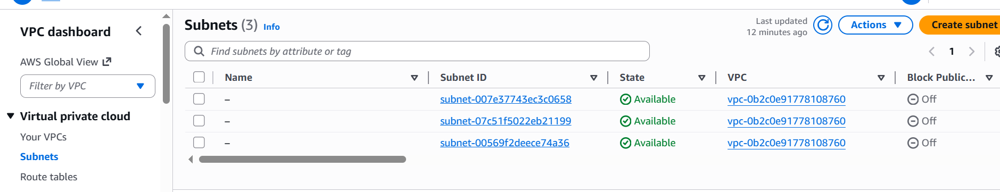 VPC dashboard
AWS Global View
Filter by VPC
Virtual private cloud
Your VPCs
Subnets
Route tables
Subnets (3) Info
Last updated
12 minutes ago
Actions
Create subnet
Find subnets by attribute or tag
1
Name Subnet ID State VPC Block Public...
– subnet-007e37743ec3c0658 Available vpc-0b2c0e91778108760 Off
– subnet-07c51f5022eb21199 Available vpc-0b2c0e91778108760 Off
– subnet-00569f2deece74a36 Available vpc-0b2c0e91778108760 Off